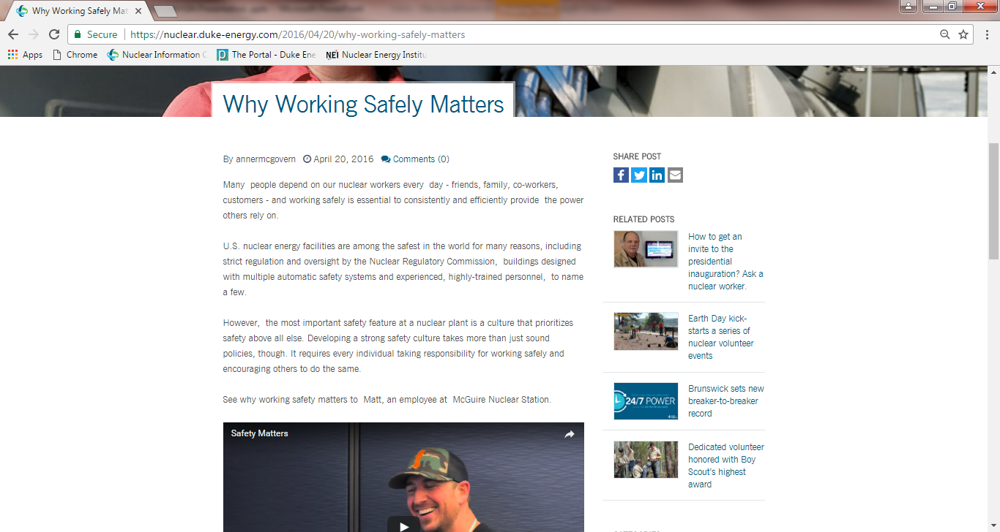 Why Working Safely Mat
Secure
https://nuclear.duke-energy.com/2016/04/20/why-working-safely-matters
Apps
Chrome
Nuclear Information C
The Portal - Duke Ene
NEI Nuclear Energy Institu
Why Working Safely Matters
By annermcgovern April 20, 2016 Comments (0)
Many people depend on our nuclear workers every day - friends, family, co-workers,
customers - and working safely is essential to consistently and efficiently provide the power
others rely on.
U.S. nuclear energy facilities are among the safest in the world for many reasons, including
strict regulation and oversight by the Nuclear Regulatory Commission, buildings designed
with multiple automatic safety systems and experienced, highly-trained personnel, to name
a few.
However, the most important safety feature at a nuclear plant is a culture that prioritizes
safety above all else. Developing a strong safety culture takes more than just sound
policies, though. It requires every individual taking responsibility for working safely and
encouraging others to do the same.
See why working safety matters to Matt, an employee at McGuire Nuclear Station.
Safety Matters
SHARE POST
RELATED POSTS
How to get an
invite to the
presidential
inauguration? Ask a
nuclear worker.
Earth Day kick-
starts a series of
nuclear volunteer
events
24/7 POWER
Brunswick sets new
breaker-to-breaker
record
Dedicated volunteer
honored with Boy
Scout's highest
award